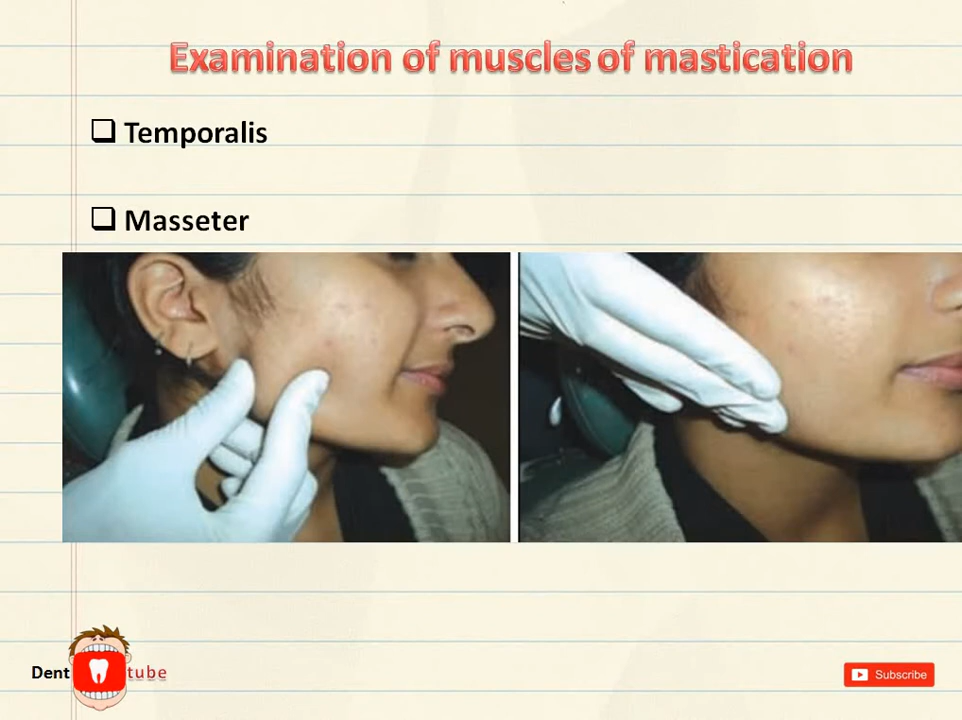 Examination of muscles of mastication
❑ Temporalis
❑ Masseter
Dent tube
Subscribe